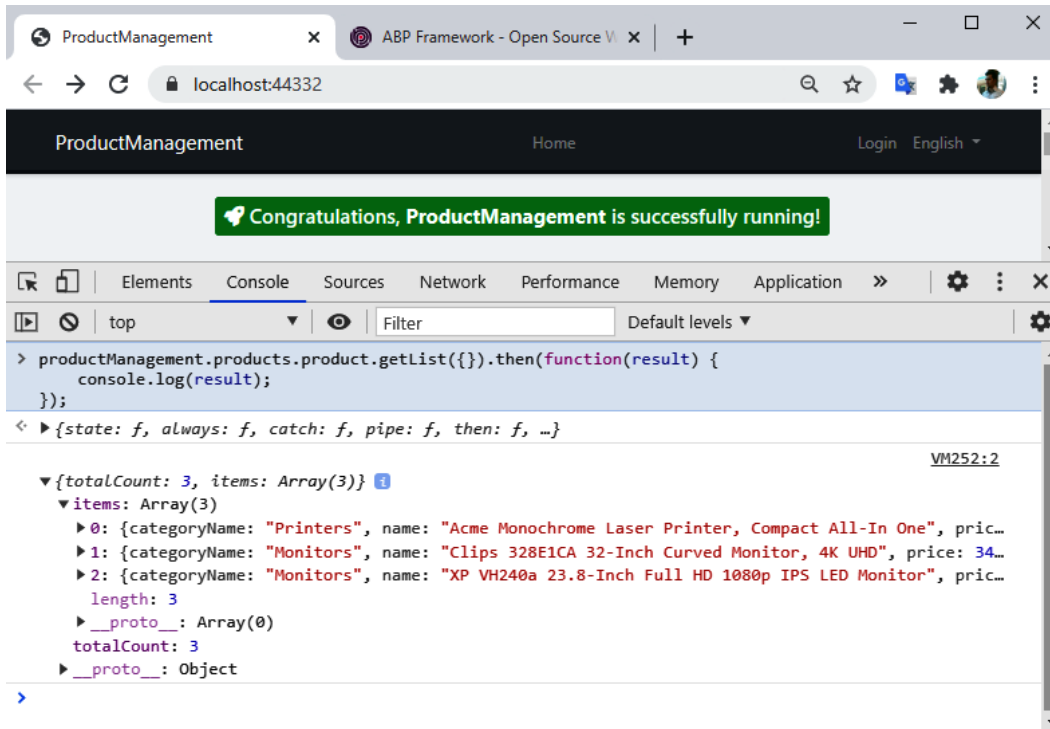 ProductManagement
ABP Framework - Open Source W
localhost:44332
ProductManagement Home Login English
Congratulations, ProductManagement is successfully running!
Elements Console Sources Network Performance Memory Application »
top Filter Default levels ▼
> productManagement.products.product.getList({}).then(function(result) {
console.log(result);
});
{state: ƒ, always: ƒ, catch: ƒ, pipe: ƒ, then: ƒ, …}
VM252:2
{totalCount: 3, items: Array(3)} i
items: Array(3)
0: {categoryName: "Printers", name: "Acme Monochrome Laser Printer, Compact All-In One", pric…
1: {categoryName: "Monitors", name: "Clips 328E1CA 32-Inch Curved Monitor, 4K UHD", price: 34…
2: {categoryName: "Monitors", name: "XP VH240a 23.8-Inch Full HD 1080p IPS LED Monitor", pric…
length: 3
__proto__: Array(0)
totalCount: 3
__proto__: Object
>